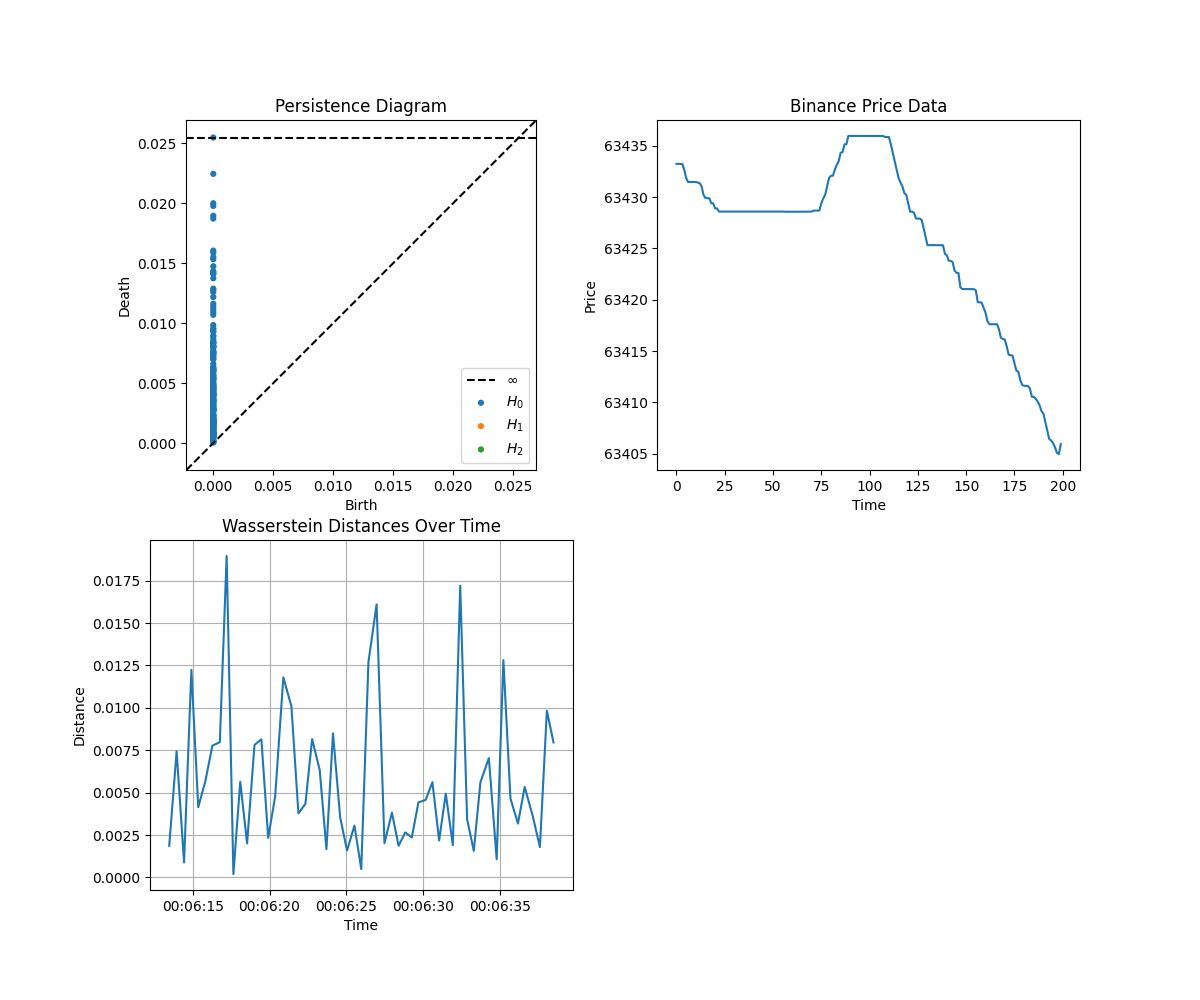 Persistence Diagram
Death
0.025
0.020
0.015
0.010
0.005
0.000
∞
H₀
H₁
H₂
0.000 0.005 0.010 0.015 0.020 0.025
Birth
Binance Price Data
Price
63435
63430
63425
63420
63415
63410
63405
0 25 50 75 100 125 150 175 200
Time
Wasserstein Distances Over Time
Distance
0.0175
0.0150
0.0125
0.0100
0.0075
0.0050
0.0025
0.0000
00:06:15 00:06:20 00:06:25 00:06:30 00:06:35
Time